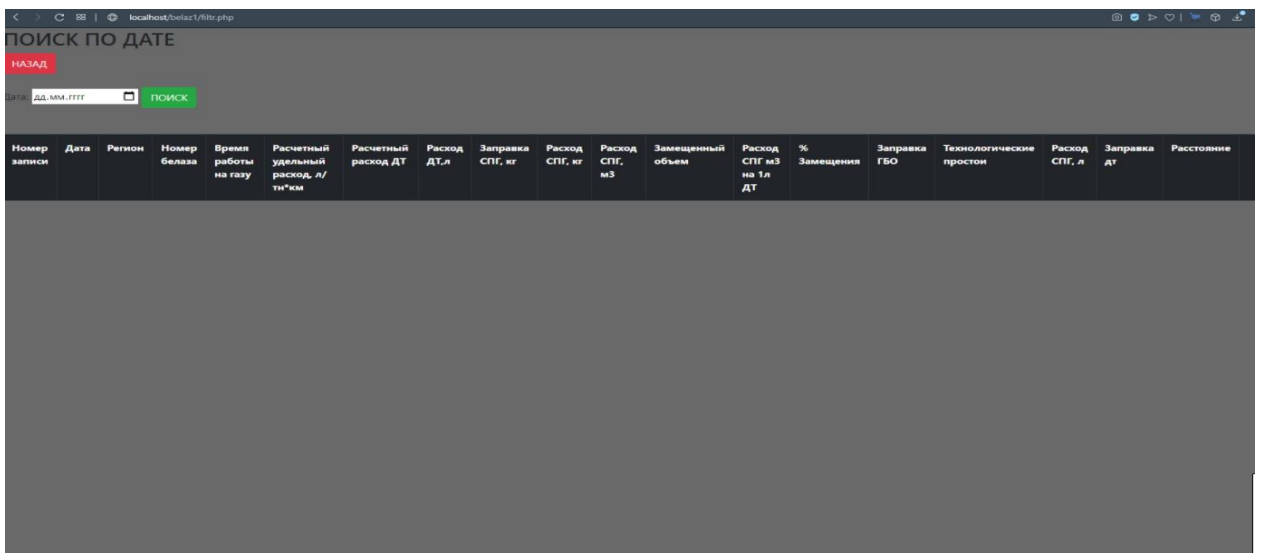 localhost/belaz1/filtr.php
ПОИСК ПО ДАТЕ
НАЗАД
Дата: дд.мм.гггг ПОИСК
Номер записи Дата Регион Номер белаза Время работы на газу Расчетный удельный расход, л/тн*км Расчетный расход ДТ Расход ДТ,л Заправка СПГ, кг Расход СПГ, кг Расход СПГ, м3 Замещенный объем Расход СПГ м3 на 1л ДТ % Замещения Заправка ГБО Технологические простои Расход СПГ, л Заправка дт Расстояние